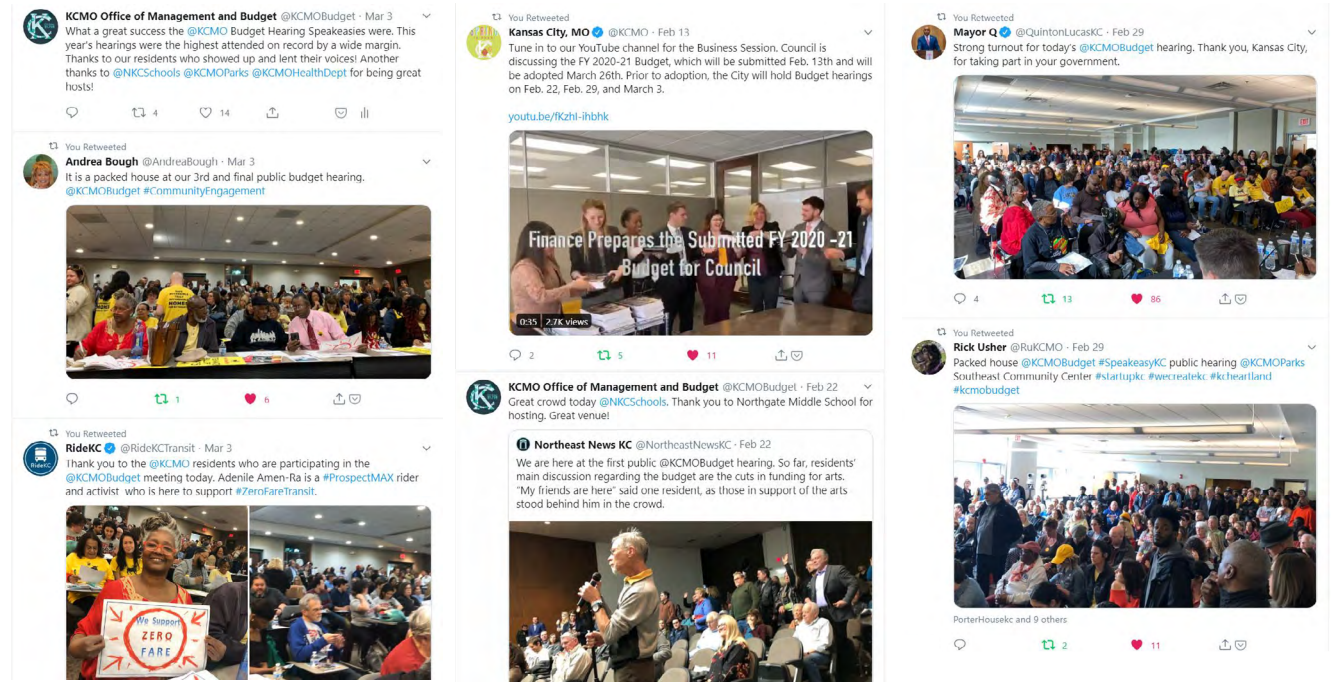 KCMO Office of Management and Budget @KCMOBudget · Mar 3
What a great success the @KCMO Budget Hearing Speakeasies were. This
year's hearings were the highest attended on record by a wide margin.
Thanks to our residents who showed up and lent their voices! Another
thanks to @NKCSchools @KCMOParks @KCMOHealthDept for being great
hosts!
4 14
You Retweeted
Andrea Bough @AndreaBough · Mar 3
It is a packed house at our 3rd and final public budget hearing.
@KCMOBudget #CommunityEngagement
1 6
You Retweeted
RideKC @RideKCTransit · Mar 3
Thank you to the @KCMO residents who are participating in the
@KCMOBudget meeting today. Adenile Amen-Ra is a #ProspectMAX rider
and activist who is here to support #ZeroFareTransit.
RideKC
We Support
ZERO
FARE
You Retweeted
Kansas City, MO @KCMO · Feb 13
Tune in to our YouTube channel for the Business Session. Council is
discussing the FY 2020-21 Budget, which will be submitted Feb. 13th and will
be adopted March 26th. Prior to adoption, the City will hold Budget hearings
on Feb. 22, Feb. 29, and March 3.
youtu.be/fKzhI-ihbhk
Finance Prepares the Submitted FY 2020 -21
Budget for Council
0:35 2.7K views
2 5 11
KCMO Office of Management and Budget @KCMOBudget · Feb 22
Great crowd today @NKCSchools. Thank you to Northgate Middle School for
hosting. Great venue!
Northeast News KC @NortheastNewsKC · Feb 22
We are here at the first public @KCMOBudget hearing. So far, residents'
main discussion regarding the budget are the cuts in funding for arts.
"My friends are here" said one resident, as those in support of the arts
stood behind him in the crowd.
You Retweeted
Mayor Q @QuintonLucasKC · Feb 29
Strong turnout for today's @KCMOBudget hearing. Thank you, Kansas City,
for taking part in your government.
4 13 86
You Retweeted
Rick Usher @RuKCMO · Feb 29
Packed house @KCMOBudget #SpeakeasyKC public hearing @KCMOParks
Southeast Community Center #startupkc #wecreatekc #kcheartland
#kcmobudget
PorterHousekc and 9 others
2 11